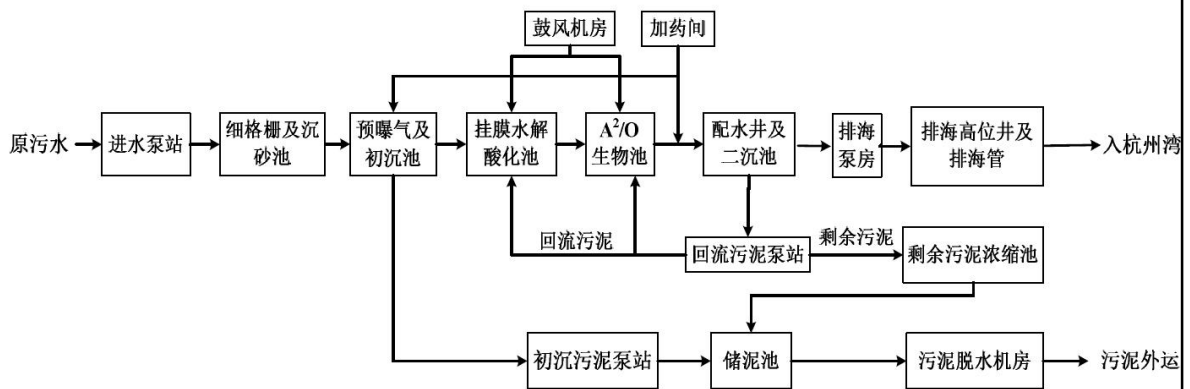 鼓风机房
加药间
原污水
进水泵站
细格栅及沉
砂池
预曝气及
初沉池
挂膜水解
酸化池
A²/O
生物池
配水井及
二沉池
排海
泵房
排海高位井及
排海管
入杭州湾
回流污泥
回流污泥泵站
剩余污泥
剩余污泥浓缩池
初沉污泥泵站
储泥池
污泥脱水机房
污泥外运